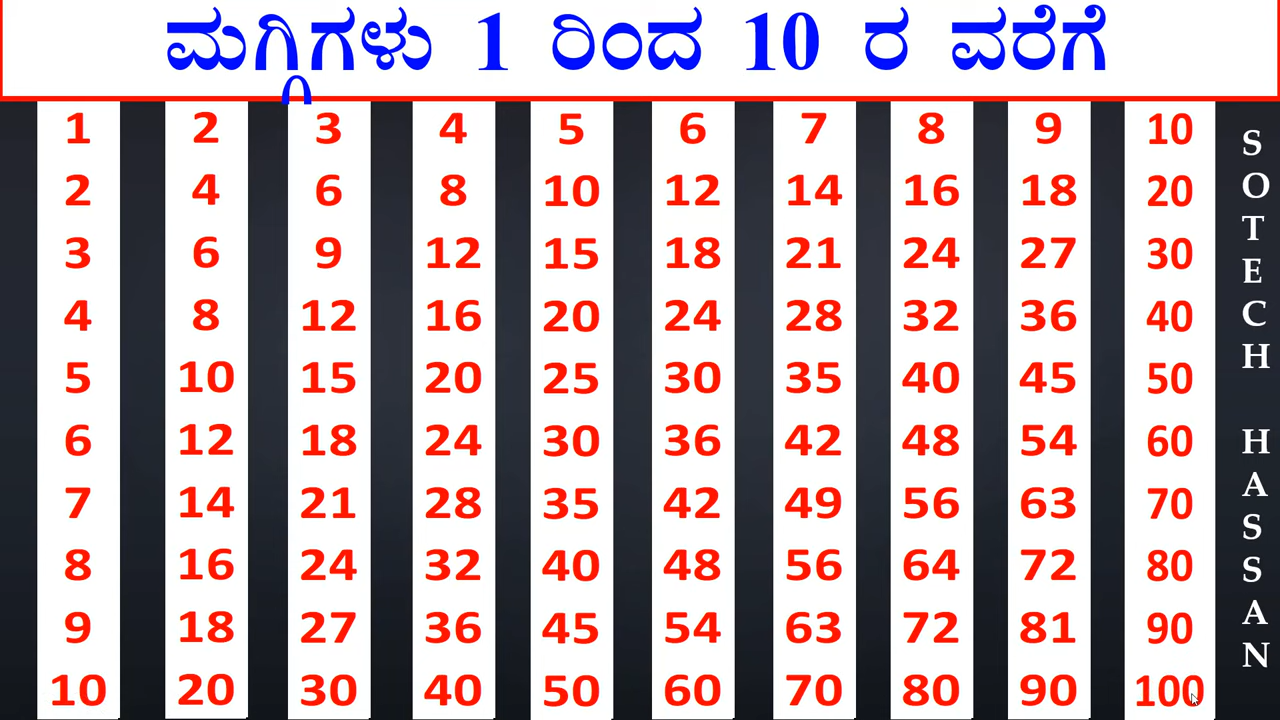 ಮಗ್ಗಿಗಳು 1 ರಿಂದ 10 ರ ವರೆಗೆ
1 2 3 4 5 6 7 8 9 10
2 4 6 8 10 12 14 16 18 20
3 6 9 12 15 18 21 24 27 30
4 8 12 16 20 24 28 32 36 40
5 10 15 20 25 30 35 40 45 50
6 12 18 24 30 36 42 48 54 60
7 14 21 28 35 42 49 56 63 70
8 16 24 32 40 48 56 64 72 80
9 18 27 36 45 54 63 72 81 90
10 20 30 40 50 60 70 80 90 100
SOTECH HASSAN